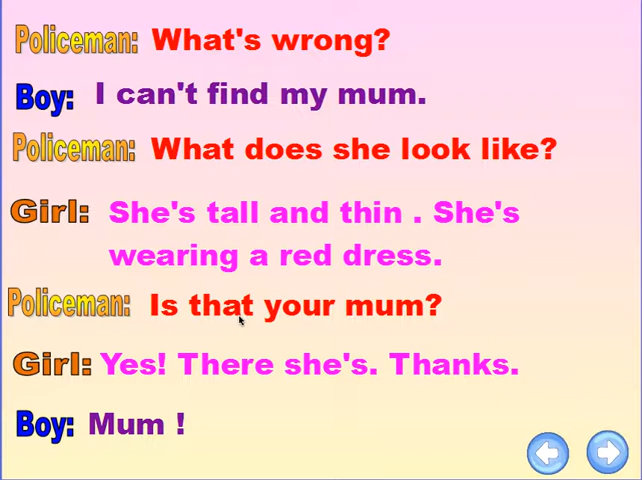 Policeman: What's wrong?
Boy: I can't find my mum.
Policeman: What does she look like?
Girl: She's tall and thin . She's
wearing a red dress.
Policeman: Is that your mum?
Girl: Yes! There she's. Thanks.
Boy: Mum !